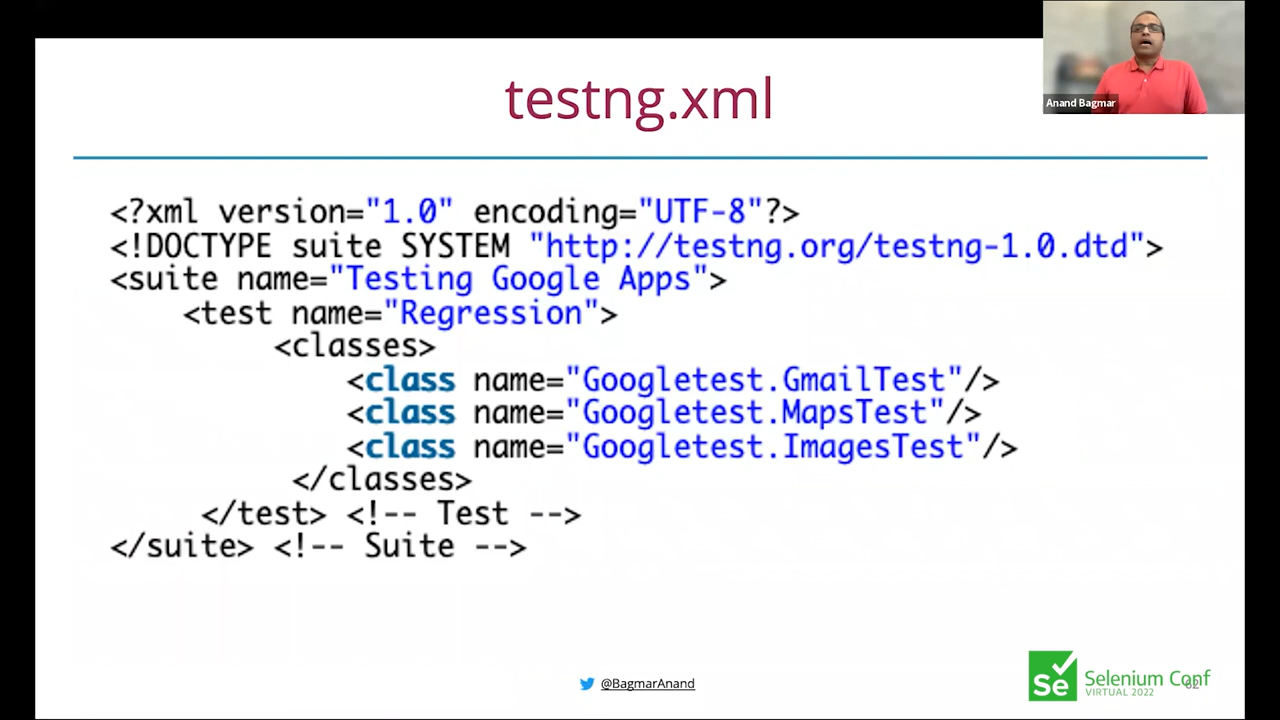 testng.xml
Anand Bagmar
<?xml version="1.0" encoding="UTF-8"?>
<!DOCTYPE suite SYSTEM "http://testng.org/testng-1.0.dtd">
<suite name="Testing Google Apps">
<test name="Regression">
<classes>
<class name="Googletest.GmailTest"/>
<class name="Googletest.MapsTest"/>
<class name="Googletest.ImagesTest"/>
</classes>
</test> <!-- Test -->
</suite> <!-- Suite -->
@BagmarAnand
Se
Selenium Conf
VIRTUAL 2022
62